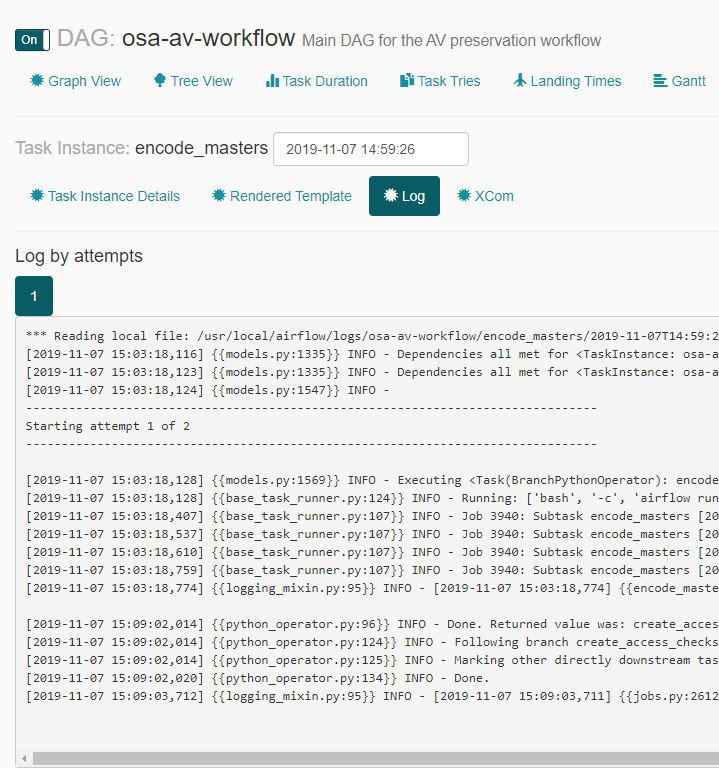 On DAG: osa-av-workflow Main DAG for the AV preservation workflow
Graph View Tree View Task Duration Task Tries Landing Times Gantt
Task Instance: encode_masters 2019-11-07 14:59:26
Task Instance Details Rendered Template Log XCom
Log by attempts
1
*** Reading local file: /usr/local/airflow/logs/osa-av-workflow/encode_masters/2019-11-07T14:59:2
[2019-11-07 15:03:18,116] {{models.py:1335}} INFO - Dependencies all met for <TaskInstance: osa-a
[2019-11-07 15:03:18,123] {{models.py:1335}} INFO - Dependencies all met for <TaskInstance: osa-a
[2019-11-07 15:03:18,124] {{models.py:1547}} INFO -
--------------------------------------------------------------------------------
Starting attempt 1 of 2
--------------------------------------------------------------------------------
[2019-11-07 15:03:18,128] {{models.py:1569}} INFO - Executing <Task(BranchPythonOperator): encode
[2019-11-07 15:03:18,128] {{base_task_runner.py:124}} INFO - Running: ['bash', '-c', 'airflow run
[2019-11-07 15:03:18,407] {{base_task_runner.py:107}} INFO - Job 3940: Subtask encode_masters [20
[2019-11-07 15:03:18,537] {{base_task_runner.py:107}} INFO - Job 3940: Subtask encode_masters [20
[2019-11-07 15:03:18,610] {{base_task_runner.py:107}} INFO - Job 3940: Subtask encode_masters [20
[2019-11-07 15:03:18,759] {{base_task_runner.py:107}} INFO - Job 3940: Subtask encode_masters [20
[2019-11-07 15:03:18,774] {{logging_mixin.py:95}} INFO - [2019-11-07 15:03:18,774] {{encode_maste
[2019-11-07 15:09:02,014] {{python_operator.py:96}} INFO - Done. Returned value was: create_acces
[2019-11-07 15:09:02,014] {{python_operator.py:124}} INFO - Following branch create_access_checks
[2019-11-07 15:09:02,014] {{python_operator.py:125}} INFO - Marking other directly downstream tas
[2019-11-07 15:09:02,020] {{python_operator.py:134}} INFO - Done.
[2019-11-07 15:09:03,712] {{logging_mixin.py:95}} INFO - [2019-11-07 15:09:03,711] {{jobs.py:2612